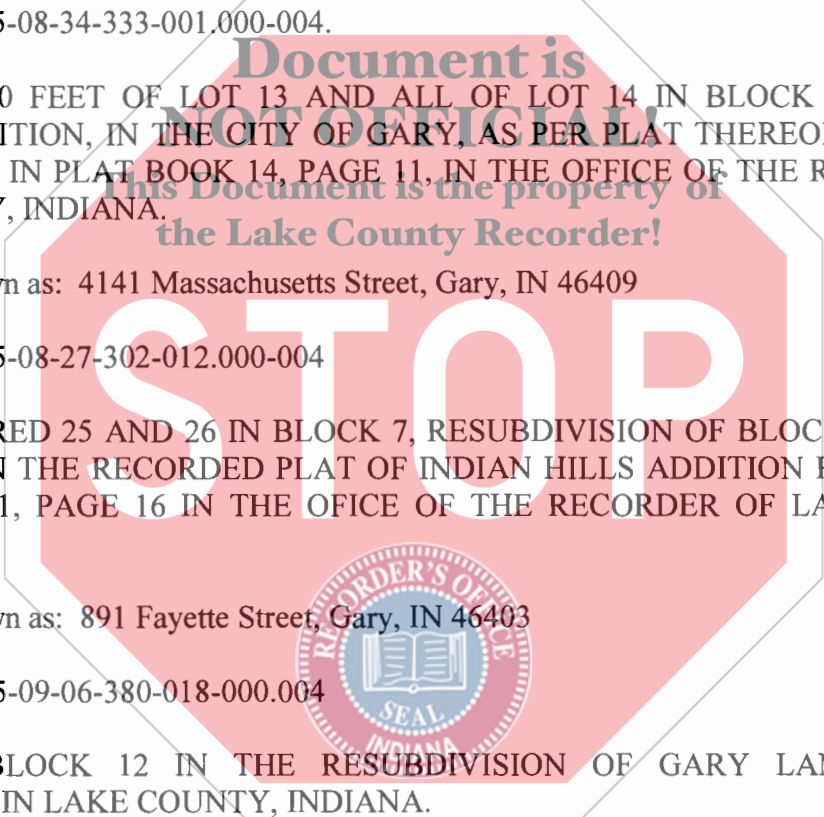 5-08-34-333-001.000-004.
Document is
0 FEET OF LOT 13 AND ALL OF LOT 14 IN BLOCK
NOT OFFICIAL!
ITION, IN THE CITY OF GARY, AS PER PLAT THEREO
IN PLAT BOOK 14, PAGE 11, IN THE OFFICE OF THE R
This Document is the property of
, INDIANA.
the Lake County Recorder!
n as: 4141 Massachusetts Street, Gary, IN 46409
STOP
5-08-27-302-012.000-004
RED 25 AND 26 IN BLOCK 7, RESUBDIVISION OF BLOC
THE RECORDED PLAT OF INDIAN HILLS ADDITION
1, PAGE 16 IN THE OFICE OF THE RECORDER OF LA
RECORDER'S OFFICE
n as: 891 Fayette Street, Gary, IN 46403
5-09-06-380-018-000.004
SEAL
INDIANA
BLOCK 12 IN THE RESUBDIVISION OF GARY LAN
IN LAKE COUNTY, INDIANA.